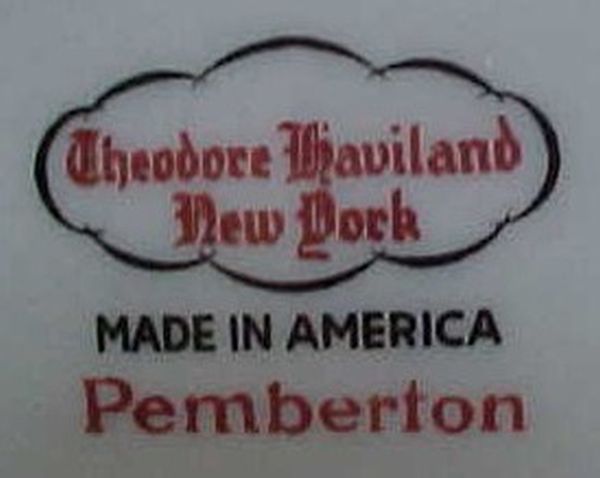 Theodore Haviland
New York
MADE IN AMERICA
Pemberton